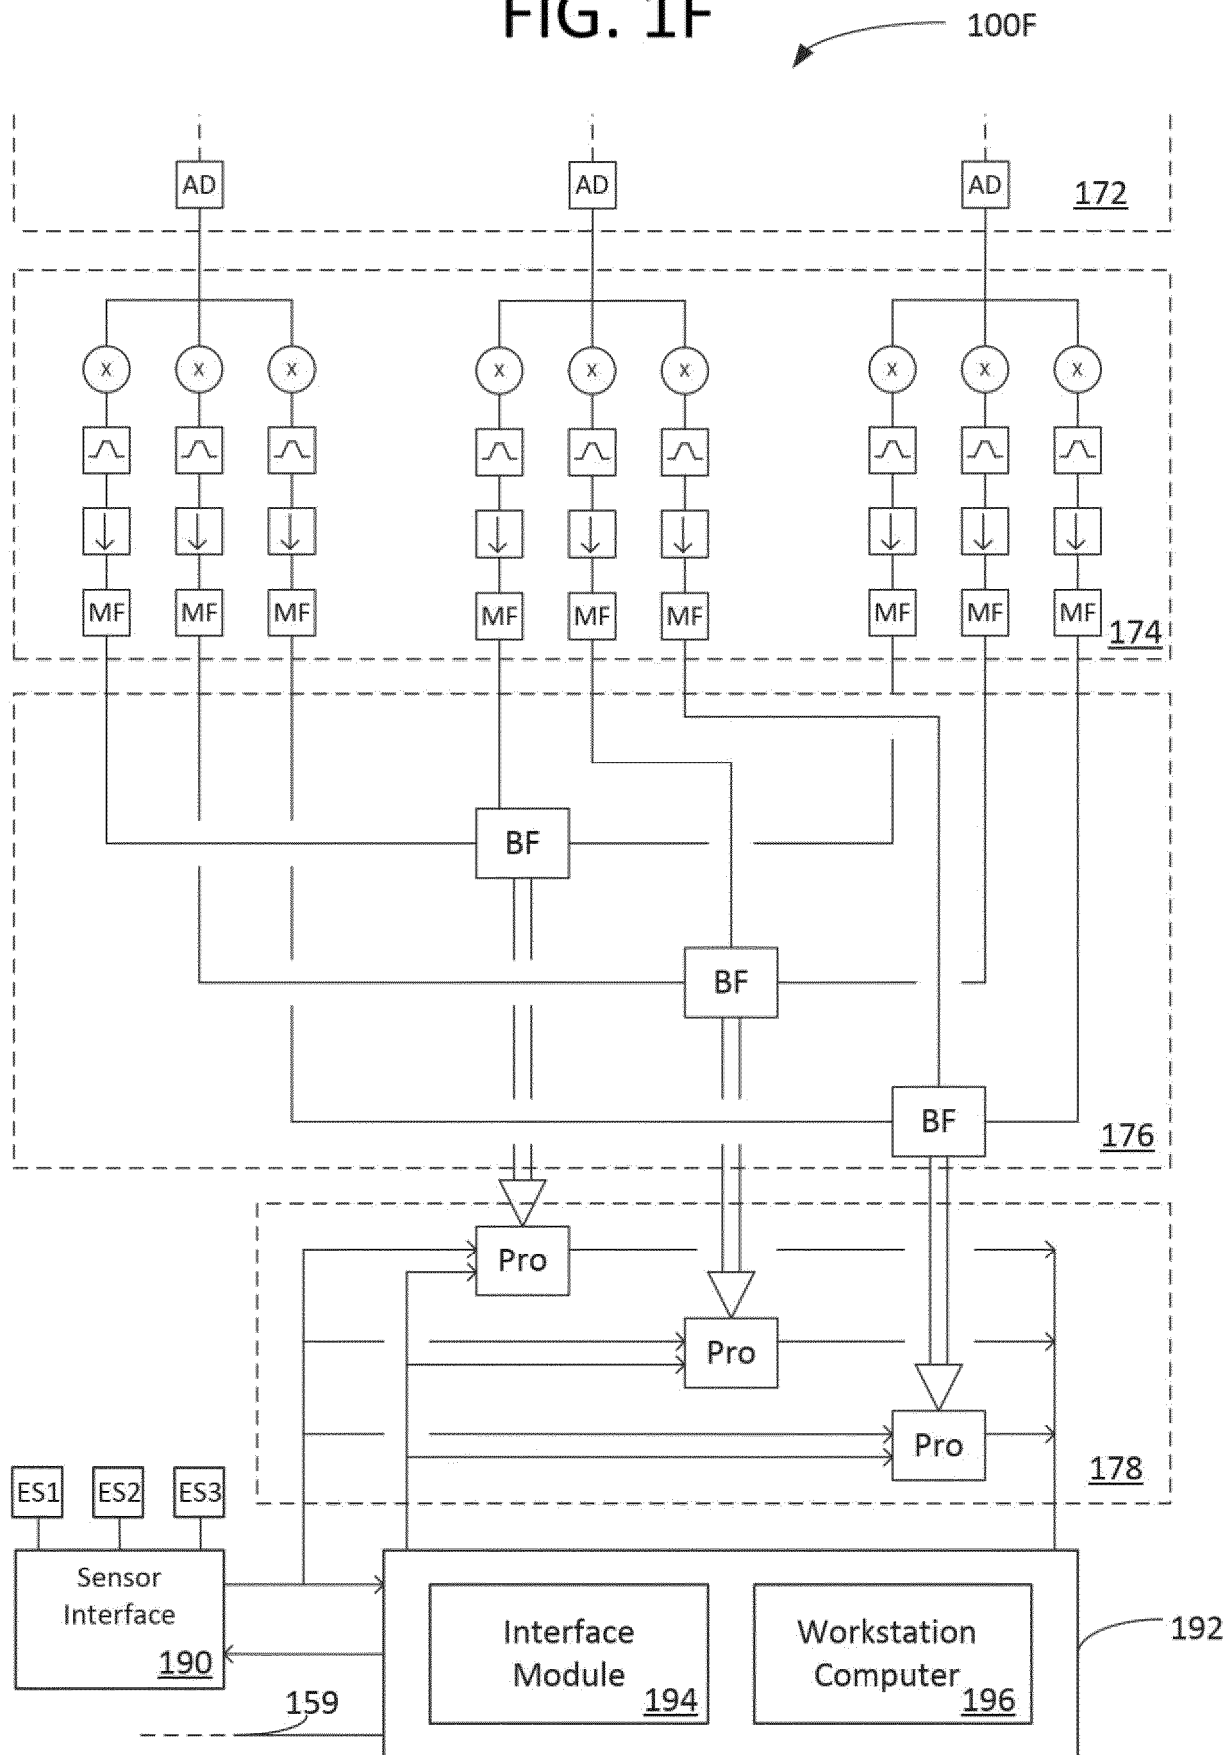 FIG. 1F
100F
AD AD AD
172
x x x x x x x x x
MF MF MF MF MF MF MF MF MF
174
BF
BF
BF
176
Pro
Pro
Pro
178
ES1 ES2 ES3
Sensor
Interface
190
Interface
Module
194
Workstation
Computer
196
192
159